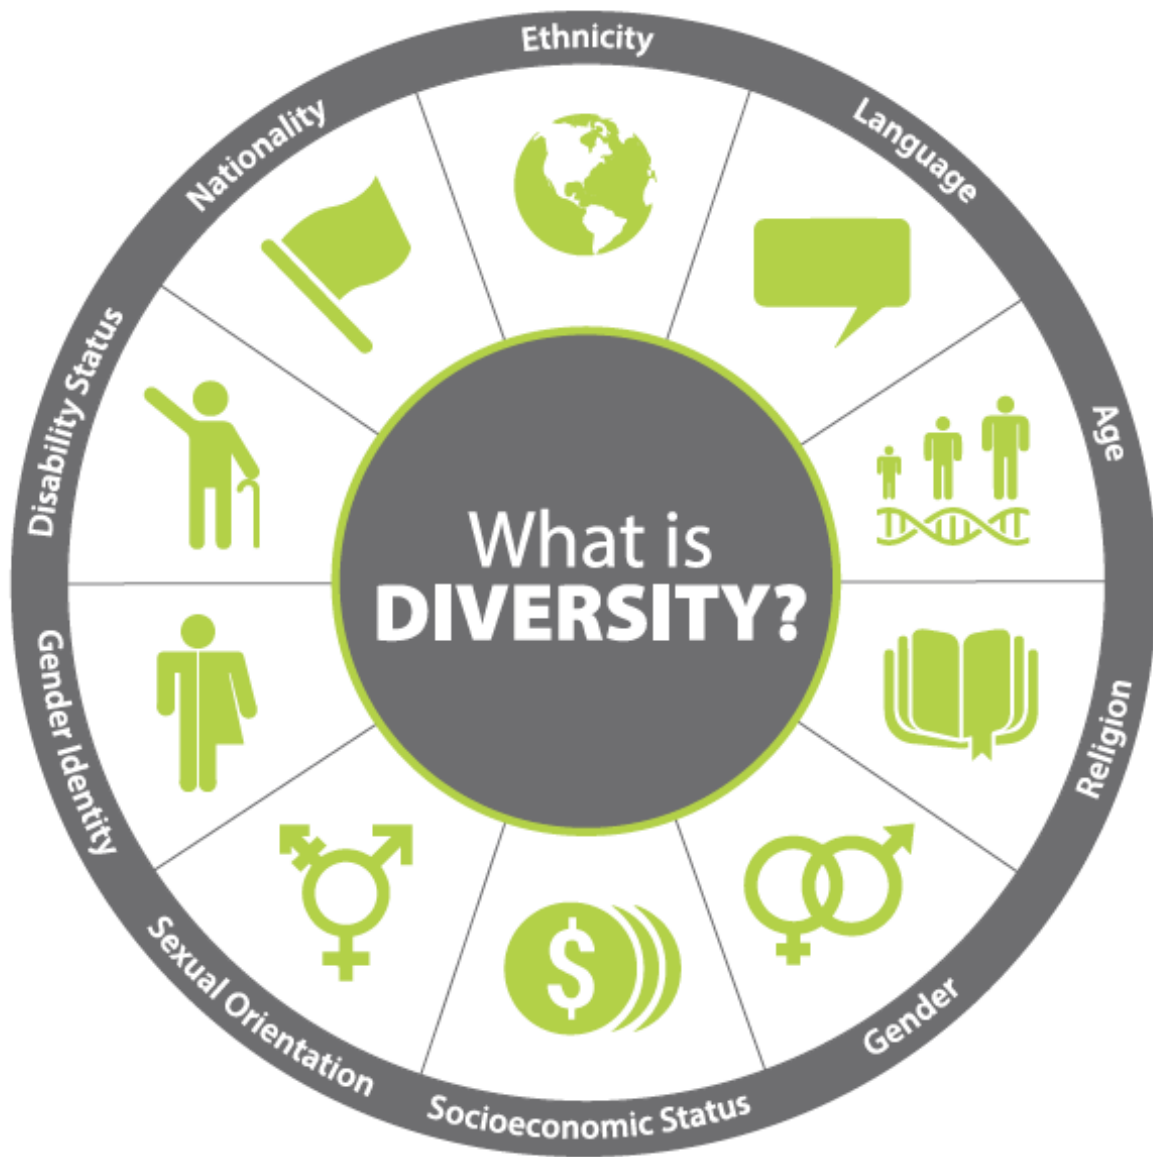 What is
DIVERSITY?
Ethnicity
Language
Age
Religion
Gender
Socioeconomic Status
Sexual Orientation
Gender Identity
Disability Status
Nationality
$